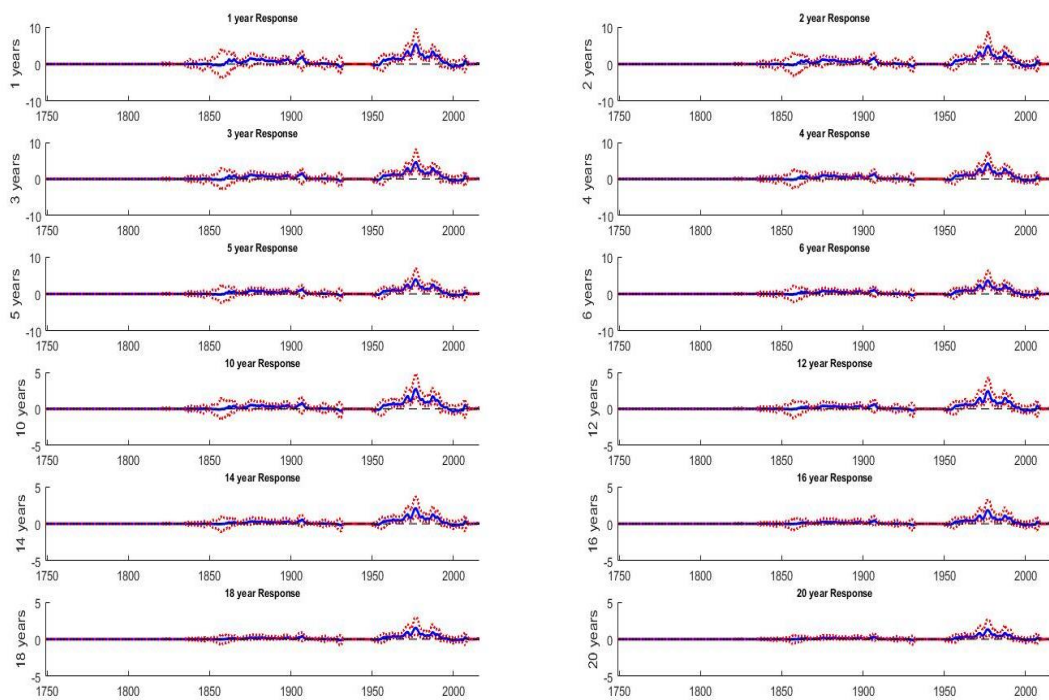 1 year Response
1 years
10
0
-10
1750 1800 1850 1900 1950 2000
2 year Response
2 years
10
0
-10
1750 1800 1850 1900 1950 2000
3 year Response
3 years
10
0
-10
1750 1800 1850 1900 1950 2000
4 year Response
4 years
10
0
-10
1750 1800 1850 1900 1950 2000
5 year Response
5 years
10
0
-10
1750 1800 1850 1900 1950 2000
6 year Response
6 years
10
0
-10
1750 1800 1850 1900 1950 2000
10 year Response
10 years
5
0
-5
1750 1800 1850 1900 1950 2000
12 year Response
12 years
5
0
-5
1750 1800 1850 1900 1950 2000
14 year Response
14 years
5
0
-5
1750 1800 1850 1900 1950 2000
16 year Response
16 years
5
0
-5
1750 1800 1850 1900 1950 2000
18 year Response
18 years
5
0
-5
1750 1800 1850 1900 1950 2000
20 year Response
20 years
5
0
-5
1750 1800 1850 1900 1950 2000